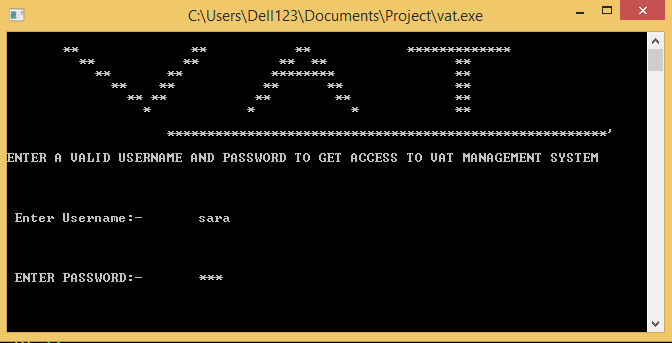 C:\Users\Dell123\Documents\Project\vat.exe
VAT
ENTER A VALID USERNAME AND PASSWORD TO GET ACCESS TO VAT MANAGEMENT SYSTEM
Enter Username:- sara
ENTER PASSWORD:- ***